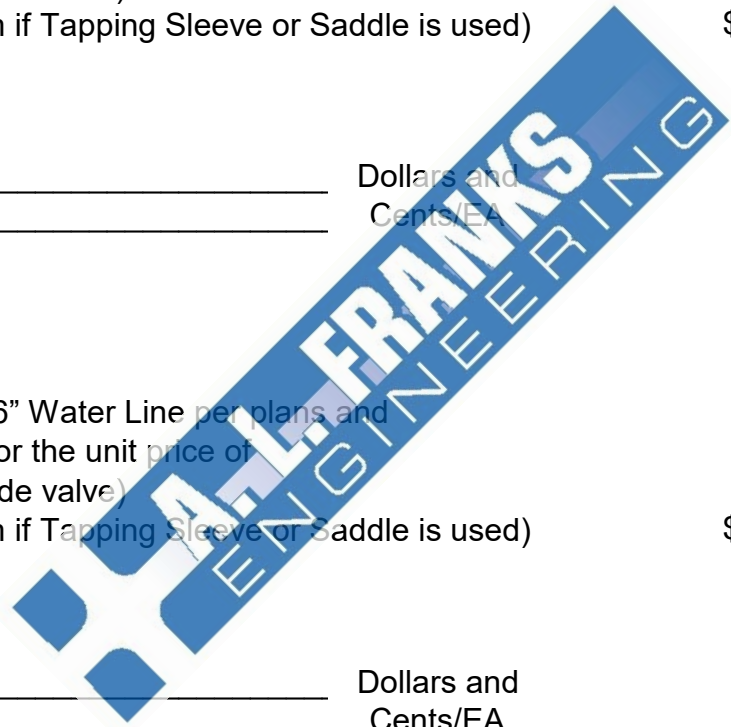 n if Tapping Sleeve or Saddle is used) $
Dollars and
Cents/EA
6” Water Line per plans and
or the unit price of
de valve)
n if Tapping Sleeve or Saddle is used) $
Dollars and
Cents/EA
A. L. FRANKS
ENGINEERING